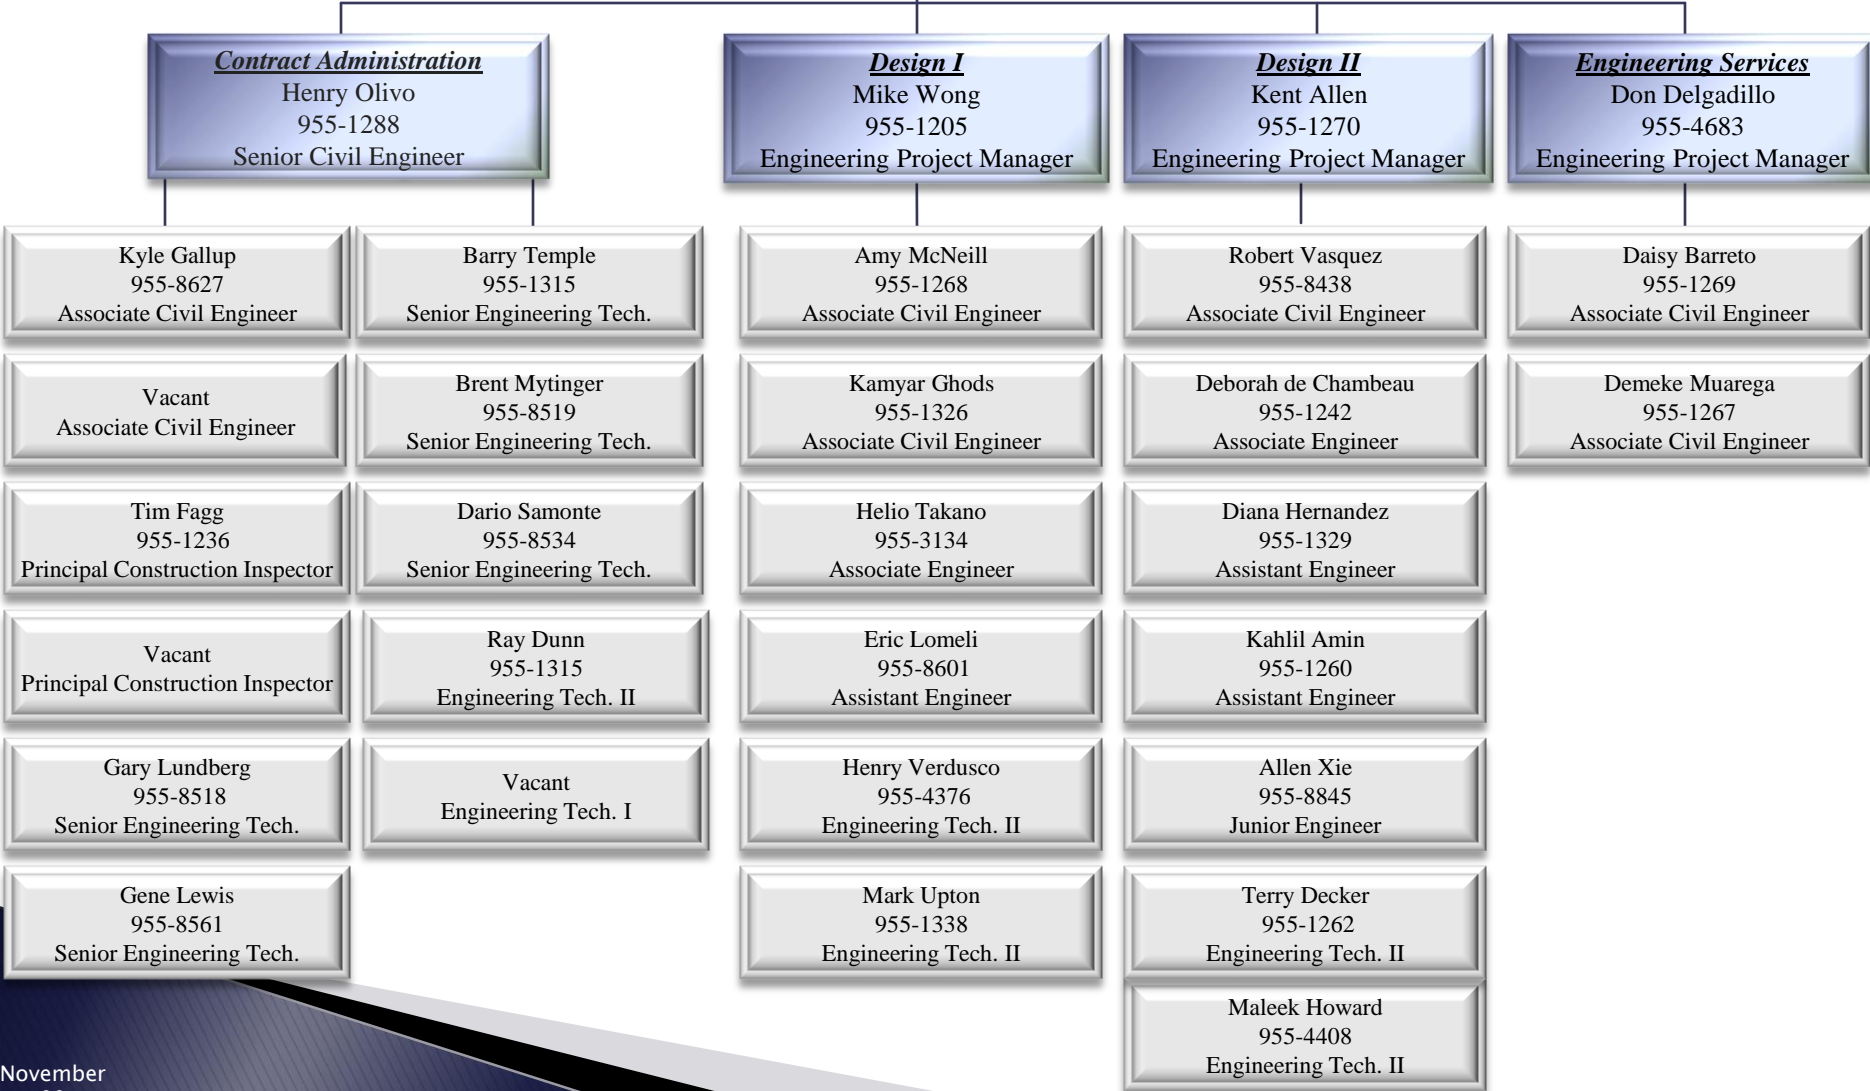 Contract Administration
Henry Olivo
955-1288
Senior Civil Engineer
Design I
Mike Wong
955-1205
Engineering Project Manager
Design II
Kent Allen
955-1270
Engineering Project Manager
Engineering Services
Don Delgadillo
955-4683
Engineering Project Manager
Kyle Gallup
955-8627
Associate Civil Engineer
Vacant
Associate Civil Engineer
Tim Fagg
955-1236
Principal Construction Inspector
Vacant
Principal Construction Inspector
Gary Lundberg
955-8518
Senior Engineering Tech.
Gene Lewis
955-8561
Senior Engineering Tech.
Barry Temple
955-1315
Senior Engineering Tech.
Brent Mytinger
955-8519
Senior Engineering Tech.
Dario Samonte
955-8534
Senior Engineering Tech.
Ray Dunn
955-1315
Engineering Tech. II
Vacant
Engineering Tech. I
Amy McNeill
955-1268
Associate Civil Engineer
Kamyar Ghods
955-1326
Associate Civil Engineer
Helio Takano
955-3134
Associate Engineer
Eric Lomeli
955-8601
Assistant Engineer
Henry Verdusco
955-4376
Engineering Tech. II
Mark Upton
955-1338
Engineering Tech. II
Robert Vasquez
955-8438
Associate Civil Engineer
Deborah de Chambeau
955-1242
Associate Engineer
Diana Hernandez
955-1329
Assistant Engineer
Kahlil Amin
955-1260
Assistant Engineer
Allen Xie
955-8845
Junior Engineer
Terry Decker
955-1262
Engineering Tech. II
Maleek Howard
955-4408
Engineering Tech. II
Daisy Barreto
955-1269
Associate Civil Engineer
Demeke Muarega
955-1267
Associate Civil Engineer
November